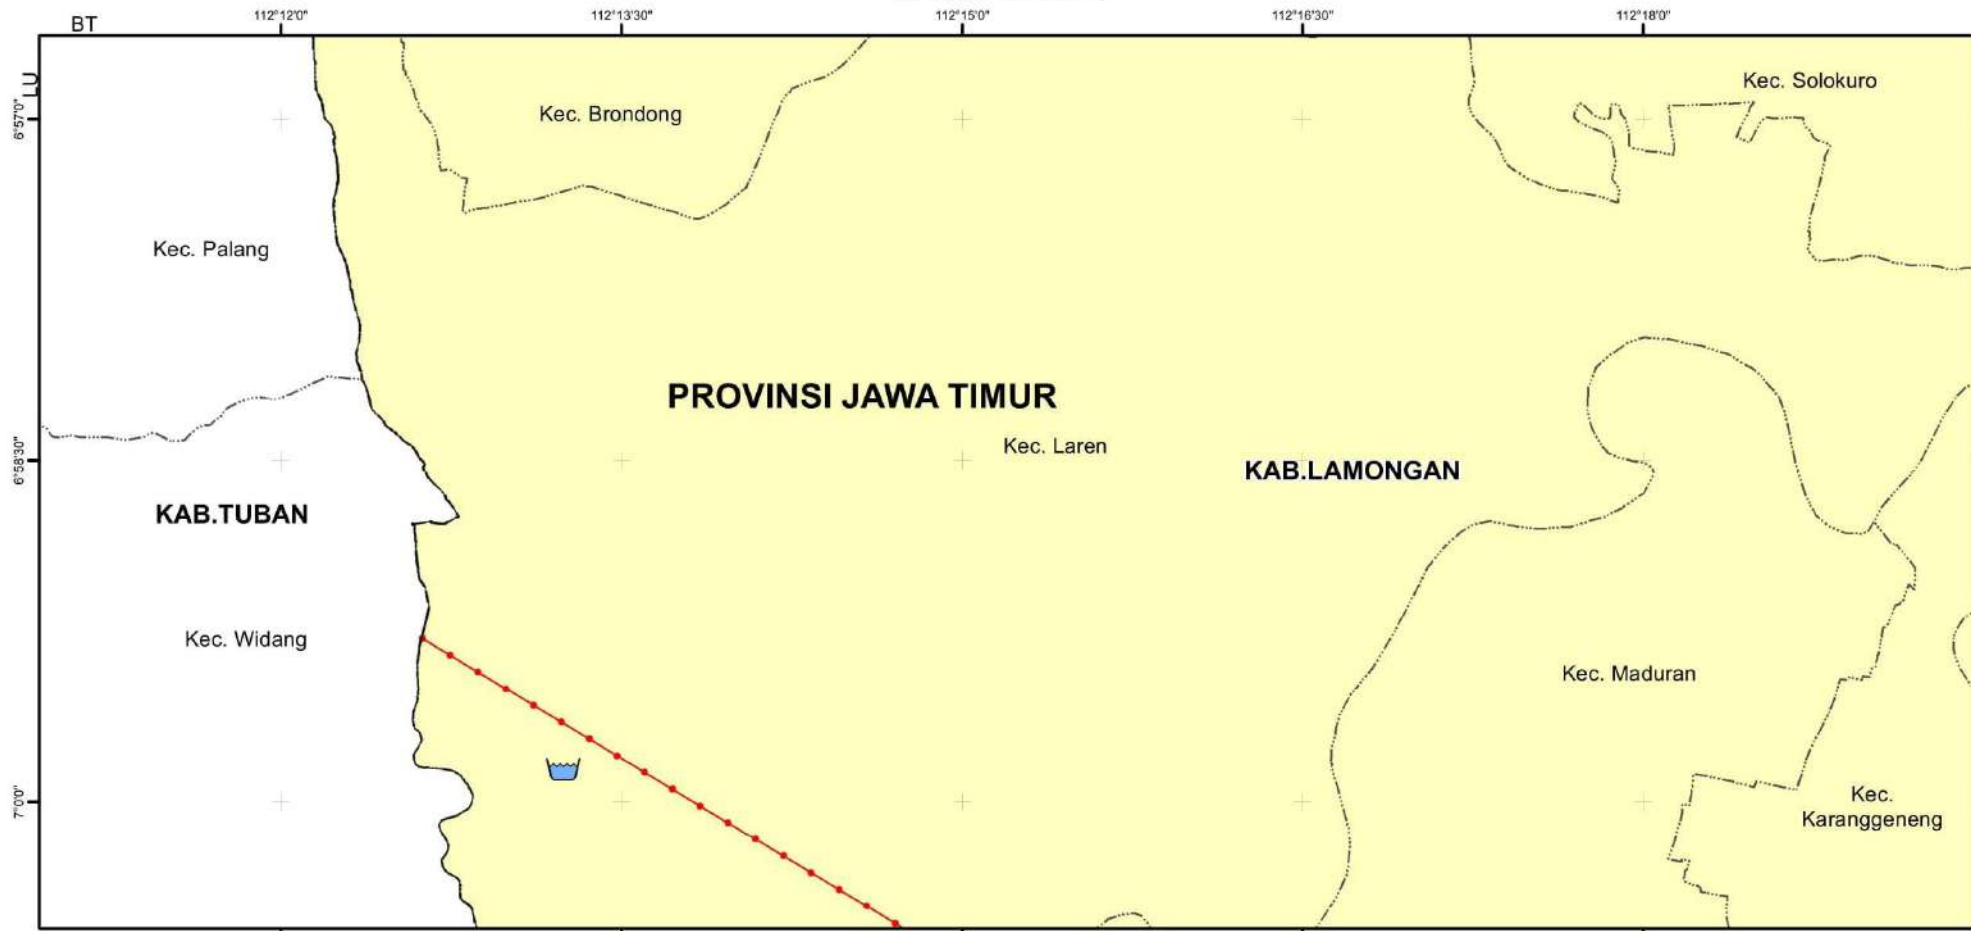 BT
112°12'0"
112°13'30"
112°15'0"
112°16'30"
112°18'0"
LU
6°57'0"
Kec. Solokuro
Kec. Brondong
Kec. Palang
PROVINSI JAWA TIMUR
Kec. Laren
6°58'30"
KAB.LAMONGAN
KAB.TUBAN
Kec. Widang
Kec. Maduran
7°0'0"
Kec.
Karanggeneng